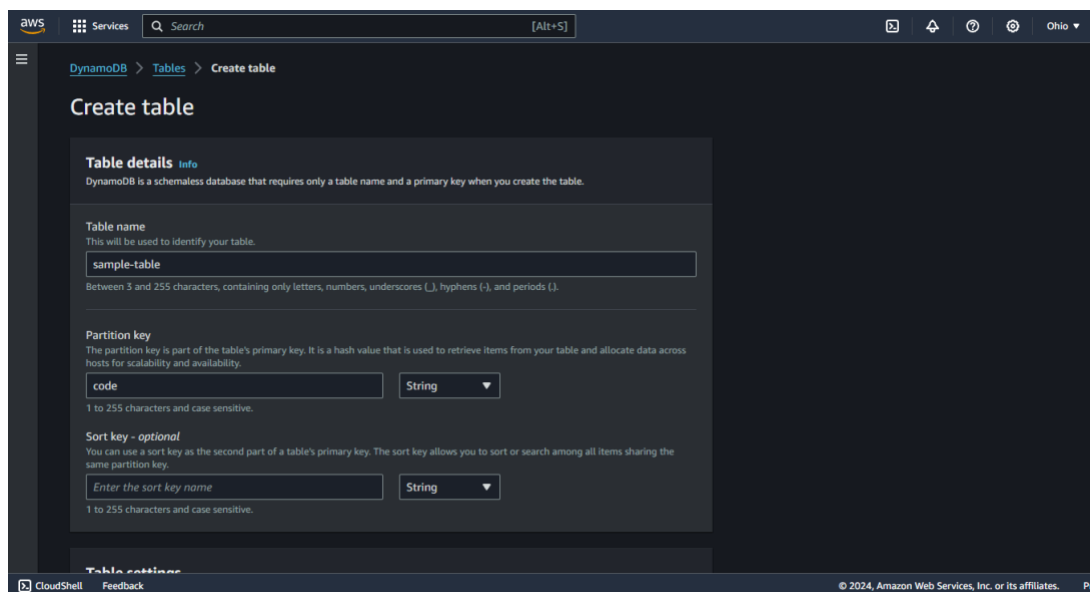 aws
Services
Search
[Alt+S]
Ohio
DynamoDB > Tables > Create table
Create table
Table details Info
DynamoDB is a schemaless database that requires only a table name and a primary key when you create the table.
Table name
This will be used to identify your table.
sample-table
Between 3 and 255 characters, containing only letters, numbers, underscores (_), hyphens (-), and periods (.).
Partition key
The partition key is part of the table's primary key. It is a hash value that is used to retrieve items from your table and allocate data across
hosts for scalability and availability.
code
String
1 to 255 characters and case sensitive.
Sort key - optional
You can use a sort key as the second part of a table's primary key. The sort key allows you to sort or search among all items sharing the
same partition key.
Enter the sort key name
String
1 to 255 characters and case sensitive.
Table settings
CloudShell
Feedback
© 2024, Amazon Web Services, Inc. or its affiliates.